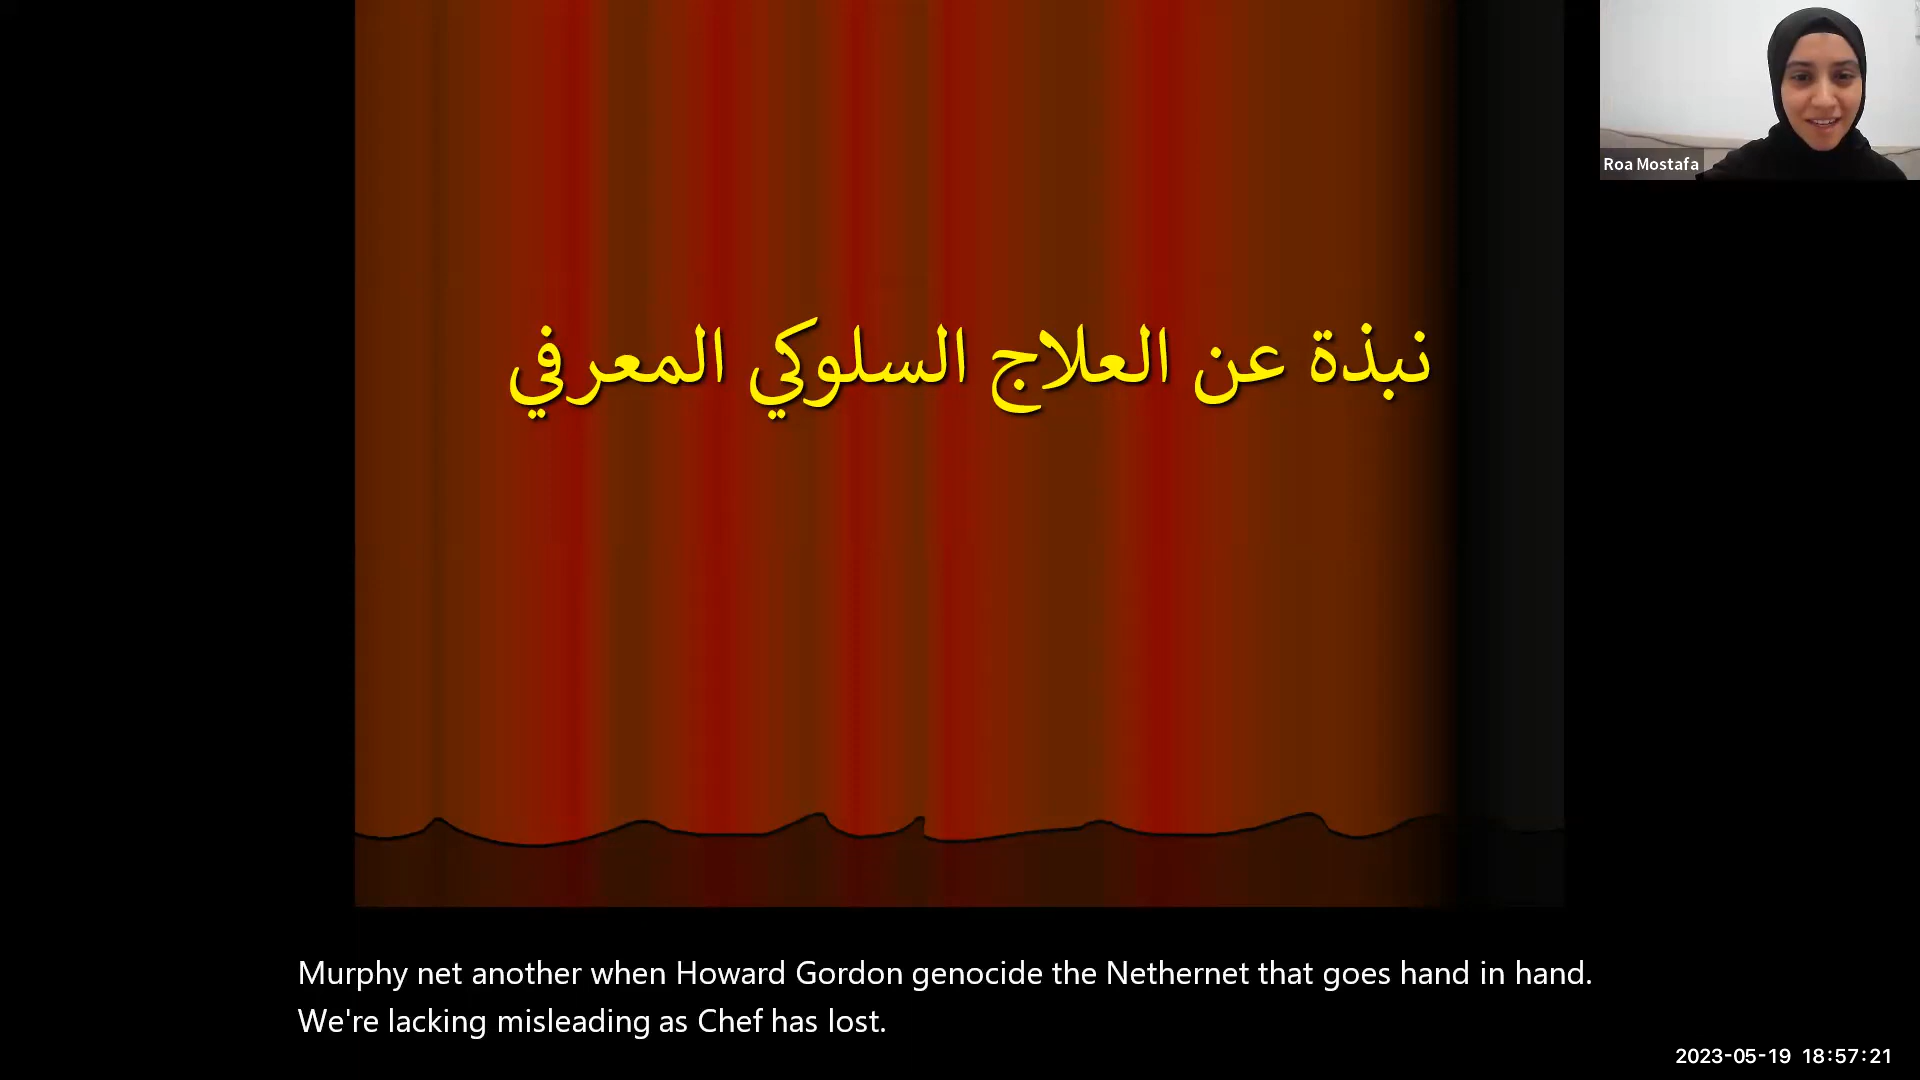 Roa Mostafa
نبذة عن العلاج السلوكي المعرفي
Murphy net another when Howard Gordon genocide the Nethernet that goes hand in hand.
We're lacking misleading as Chef has lost.
2023-05-19 18:57:21